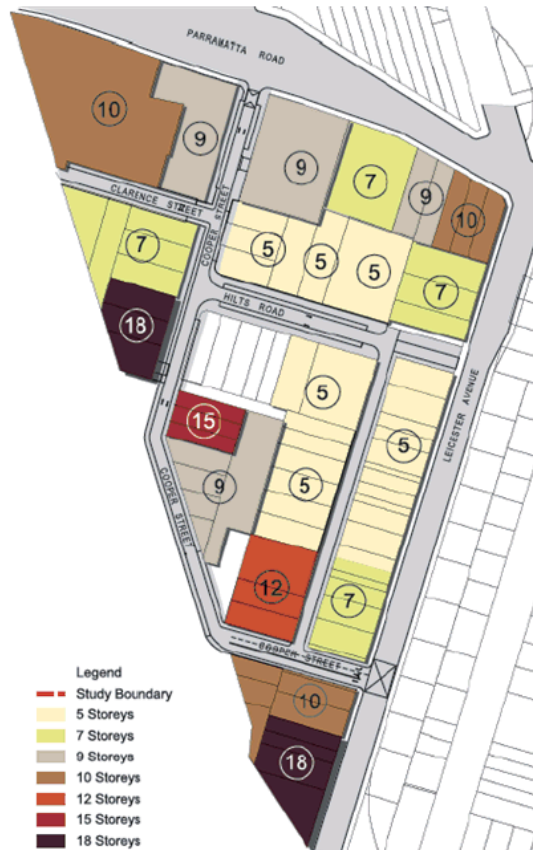 PARRAMATTA ROAD
10
9
9
7
9
10
CLARENCE STREET
COOPER STREET
7
5
5
5
7
18
HILTS ROAD
5
LEICESTER AVENUE
15
5
9
5
COOPER STREET
12
7
COOPER STREET
10
18
Legend
Study Boundary
5 Storeys
7 Storeys
9 Storeys
10 Storeys
12 Storeys
15 Storeys
18 Storeys